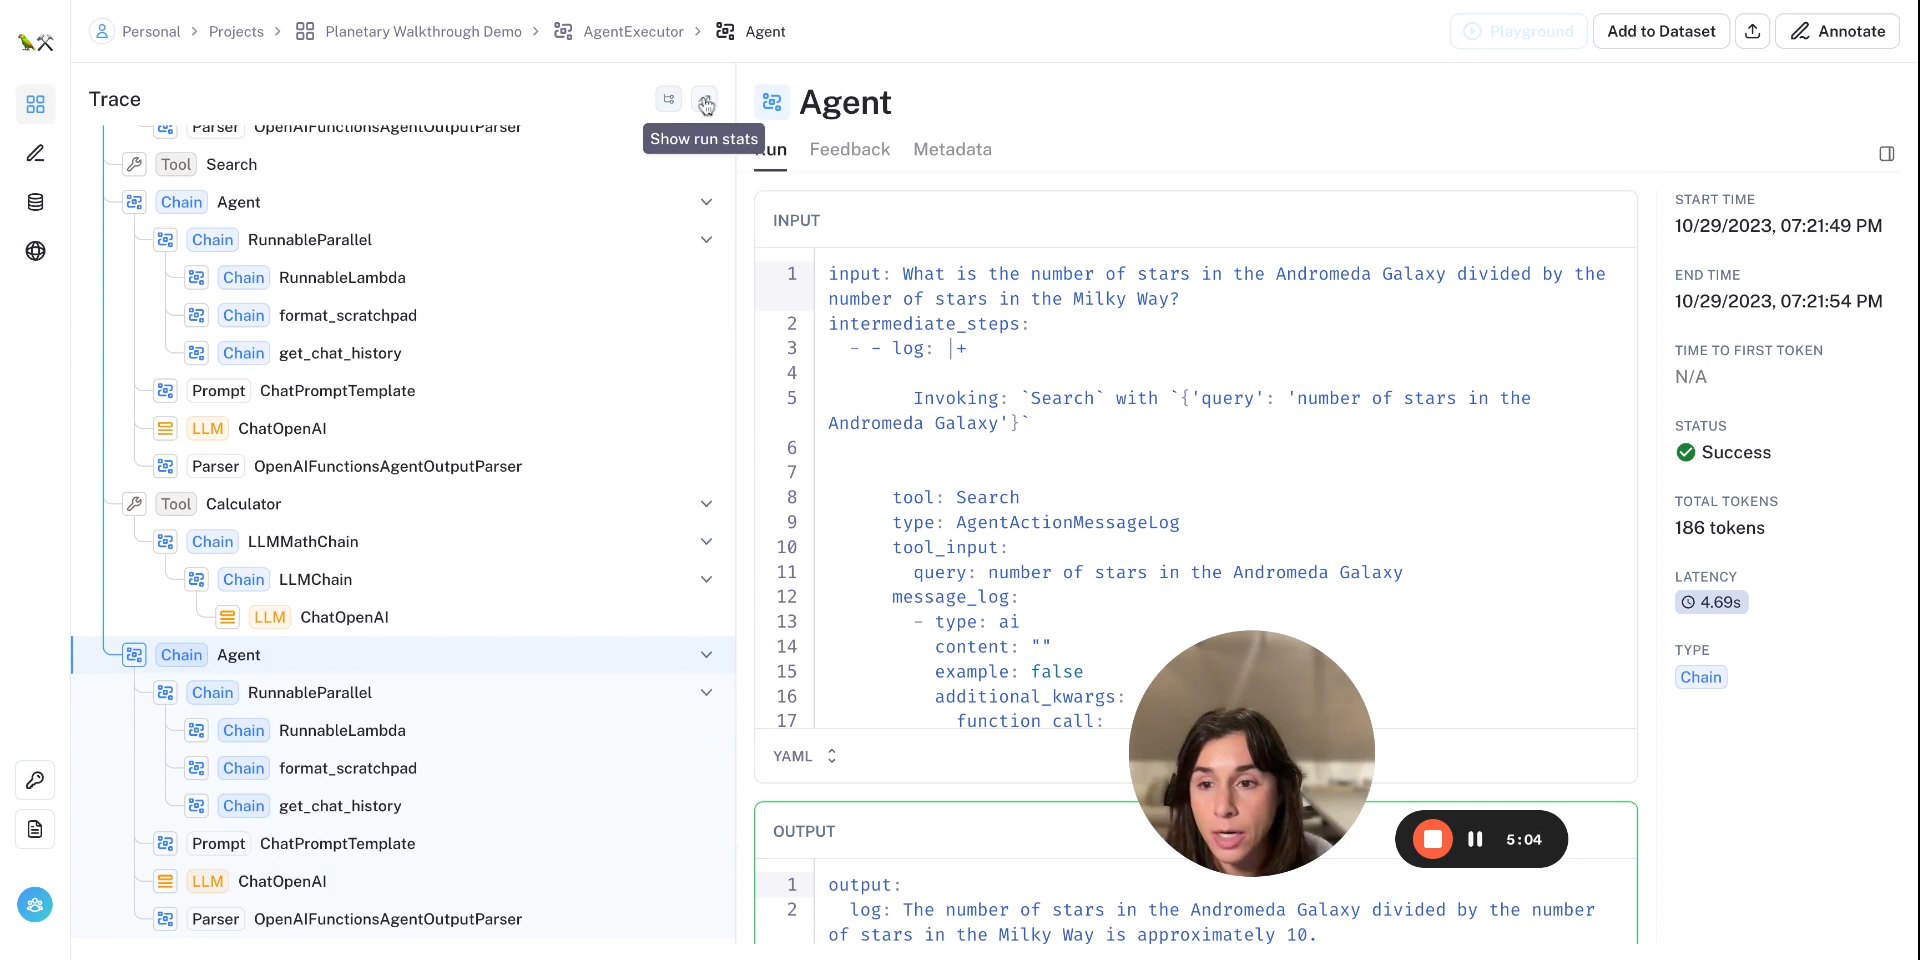 Personal > Projects > Planetary Walkthrough Demo > AgentExecutor > Agent
Playground
Add to Dataset
Annotate
Trace
Show run stats
Parser OpenAIFunctionsAgentOutputParser
Tool Search
Chain Agent
Chain RunnableParallel
Chain RunnableLambda
Chain format_scratchpad
Chain get_chat_history
Prompt ChatPromptTemplate
LLM ChatOpenAI
Parser OpenAIFunctionsAgentOutputParser
Tool Calculator
Chain LLMMathChain
Chain LLMChain
LLM ChatOpenAI
Chain Agent
Chain RunnableParallel
Chain RunnableLambda
Chain format_scratchpad
Chain get_chat_history
Prompt ChatPromptTemplate
LLM ChatOpenAI
Parser OpenAIFunctionsAgentOutputParser
Agent
Run Feedback Metadata
INPUT
1 input: What is the number of stars in the Andromeda Galaxy divided by the
number of stars in the Milky Way?
2 intermediate_steps:
3 - - log: |+
4
5 Invoking: `Search` with `{'query': 'number of stars in the
Andromeda Galaxy'}`
6
7
8 tool: Search
9 type: AgentActionMessageLog
10 tool_input:
11 query: number of stars in the Andromeda Galaxy
12 message_log:
13 - type: ai
14 content: ""
15 example: false
16 additional_kwargs:
17 function_call:
YAML
OUTPUT
1 output:
2 log: The number of stars in the Andromeda Galaxy divided by the number
of stars in the Milky Way is approximately 10.
5:04
START TIME
10/29/2023, 07:21:49 PM
END TIME
10/29/2023, 07:21:54 PM
TIME TO FIRST TOKEN
N/A
STATUS
Success
TOTAL TOKENS
186 tokens
LATENCY
4.69s
TYPE
Chain